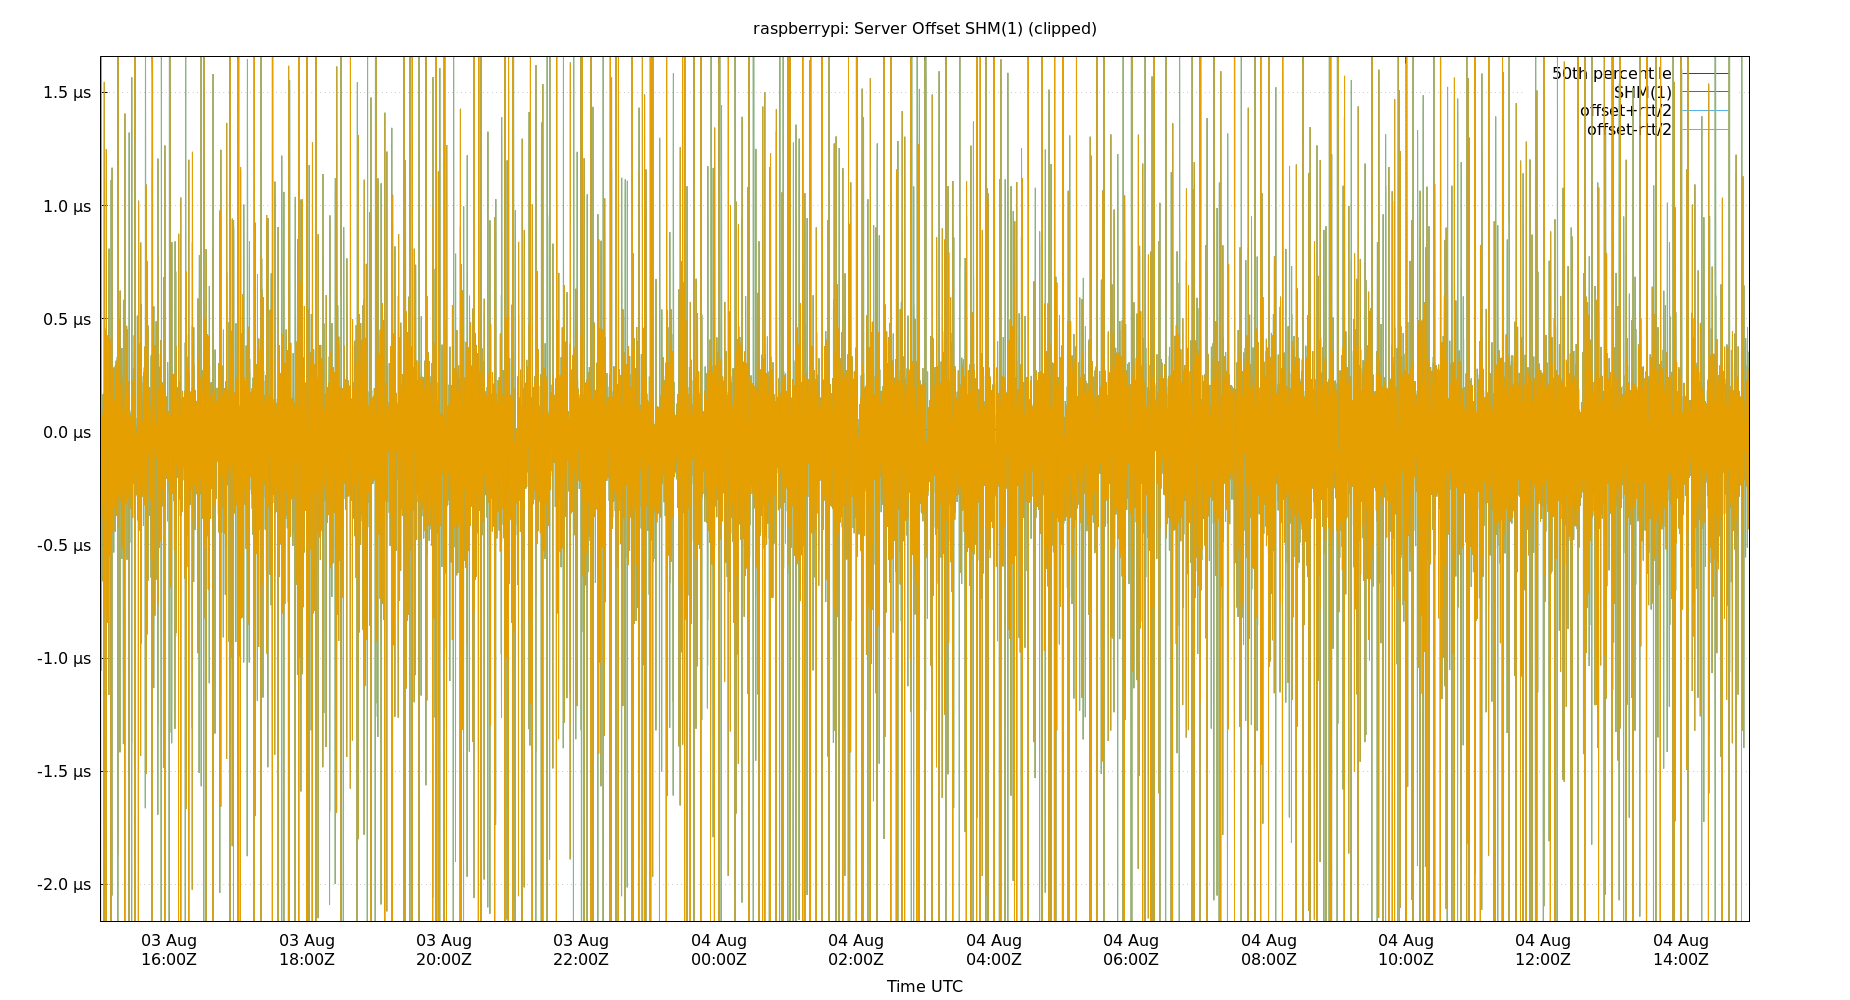 raspberrypi: Server Offset SHM(1) (clipped)
50th percentile
SHM(1)
offset+rtt/2
offset-rtt/2
1.5 µs
1.0 µs
0.5 µs
0.0 µs
-0.5 µs
-1.0 µs
-1.5 µs
-2.0 µs
03 Aug 03 Aug 03 Aug 03 Aug 04 Aug 04 Aug 04 Aug 04 Aug 04 Aug 04 Aug 04 Aug 04 Aug
16:00Z 18:00Z 20:00Z 22:00Z 00:00Z 02:00Z 04:00Z 06:00Z 08:00Z 10:00Z 12:00Z 14:00Z
Time UTC